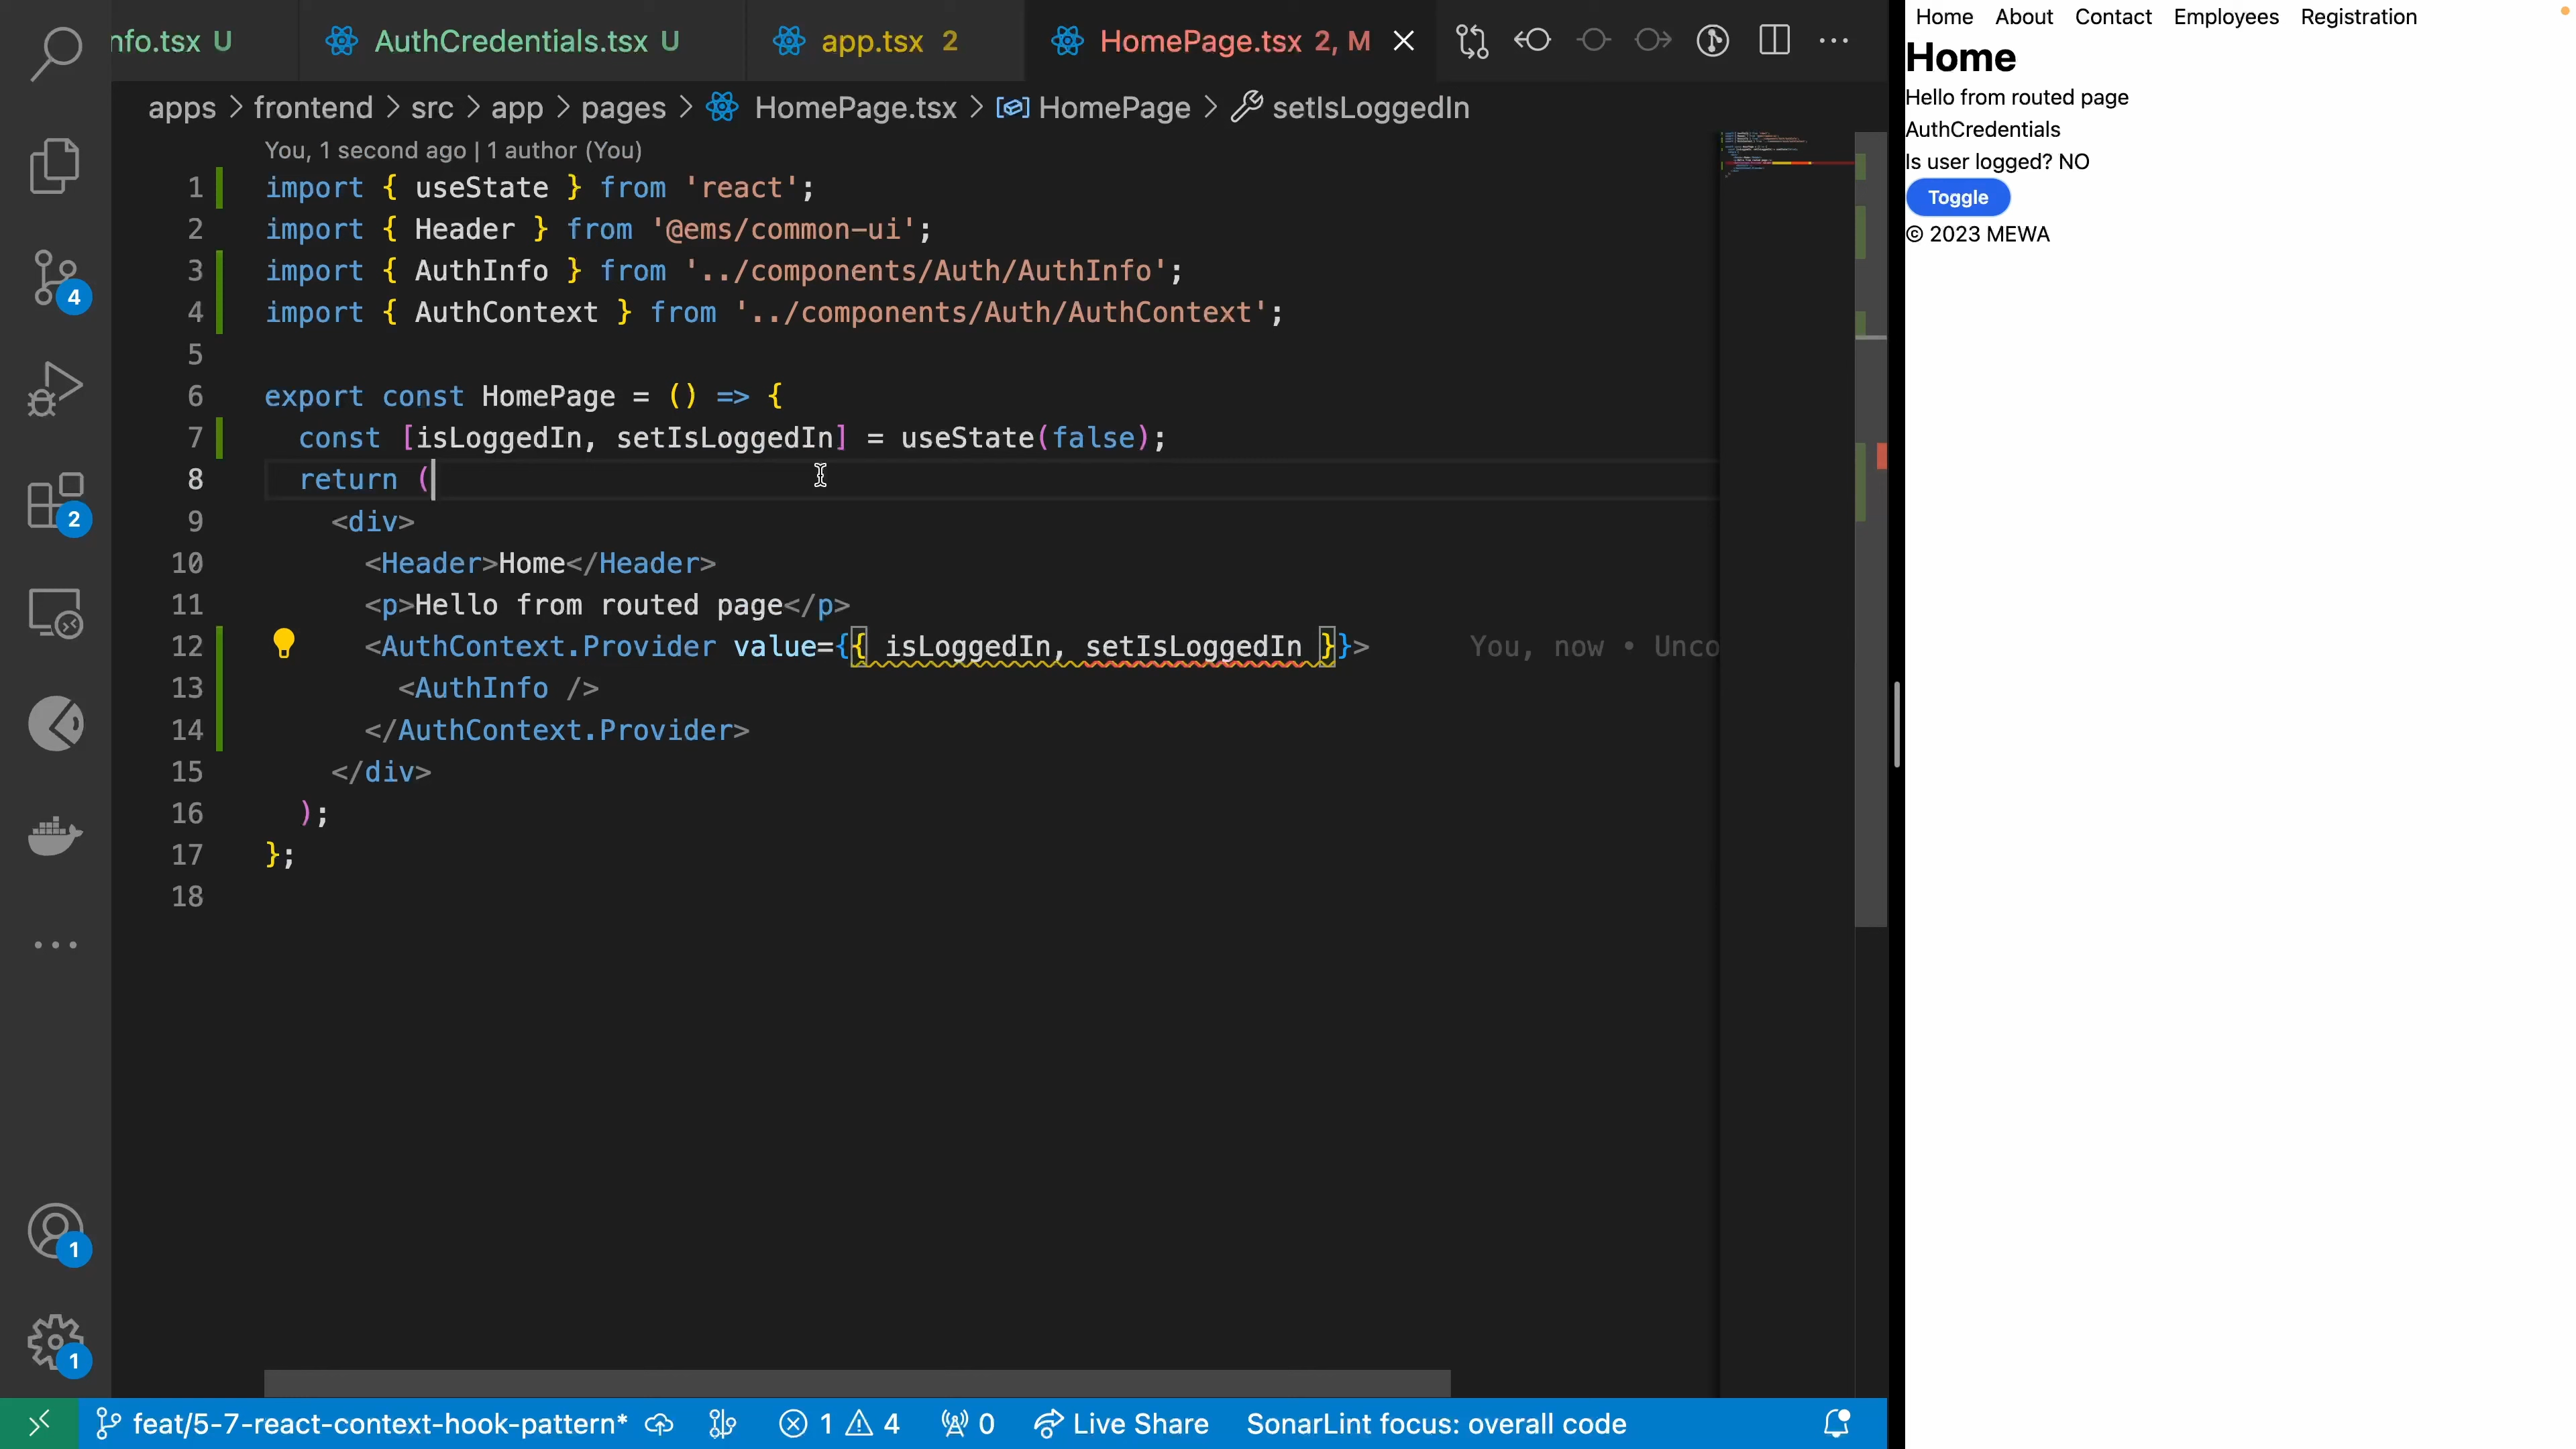 nfo.tsx U
AuthCredentials.tsx U
app.tsx 2
HomePage.tsx 2, M
apps > frontend > src > app > pages > HomePage.tsx > HomePage > setIsLoggedIn
You, 1 second ago | 1 author (You)
1 import { useState } from 'react';
2 import { Header } from '@ems/common-ui';
3 import { AuthInfo } from '../components/Auth/AuthInfo';
4 import { AuthContext } from '../components/Auth/AuthContext';
5
6 export const HomePage = () => {
7 const [isLoggedIn, setIsLoggedIn] = useState(false);
8 return (
9 <div>
10 <Header>Home</Header>
11 <p>Hello from routed page</p>
12 <AuthContext.Provider value={{ isLoggedIn, setIsLoggedIn }}> You, now • Unco
13 <AuthInfo />
14 </AuthContext.Provider>
15 </div>
16 );
17 };
18
4
2
1
1
feat/5-7-react-context-hook-pattern* 1 4 0 Live Share SonarLint focus: overall code
Home About Contact Employees Registration
Home
Hello from routed page
AuthCredentials
Is user logged? NO
Toggle
© 2023 MEWA